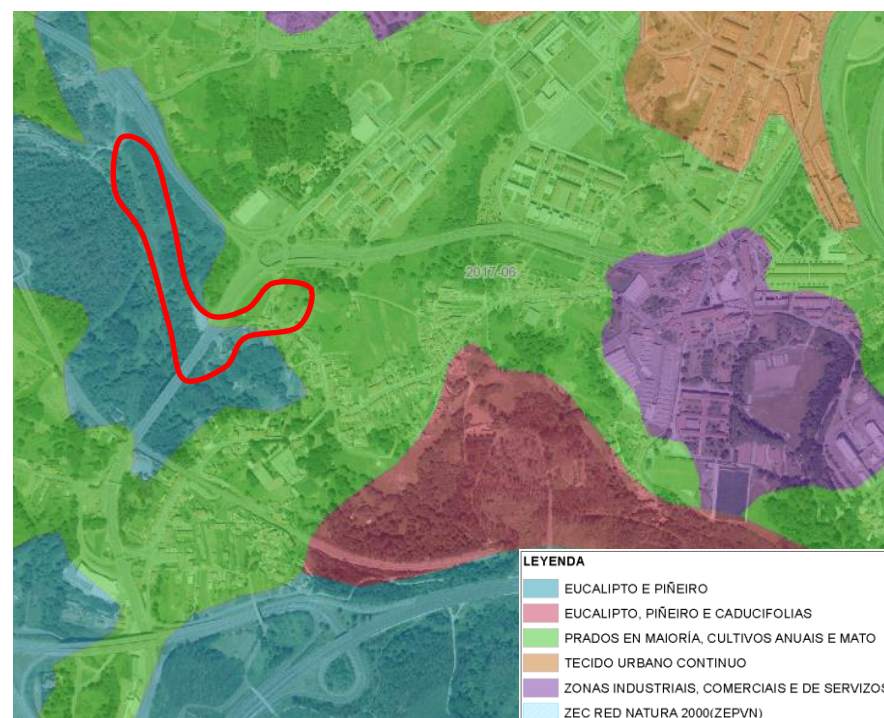 2017-06
LEYENDA
EUCALIPTO E PIÑEIRO
EUCALIPTO, PIÑEIRO E CADUCIFOLIAS
PRADOS EN MAIORÍA, CULTIVOS ANUAIS E MATO
TECIDO URBANO CONTINUO
ZONAS INDUSTRIAIS, COMERCIAIS E DE SERVIZOS
ZEC RED NATURA 2000(ZEPVN)